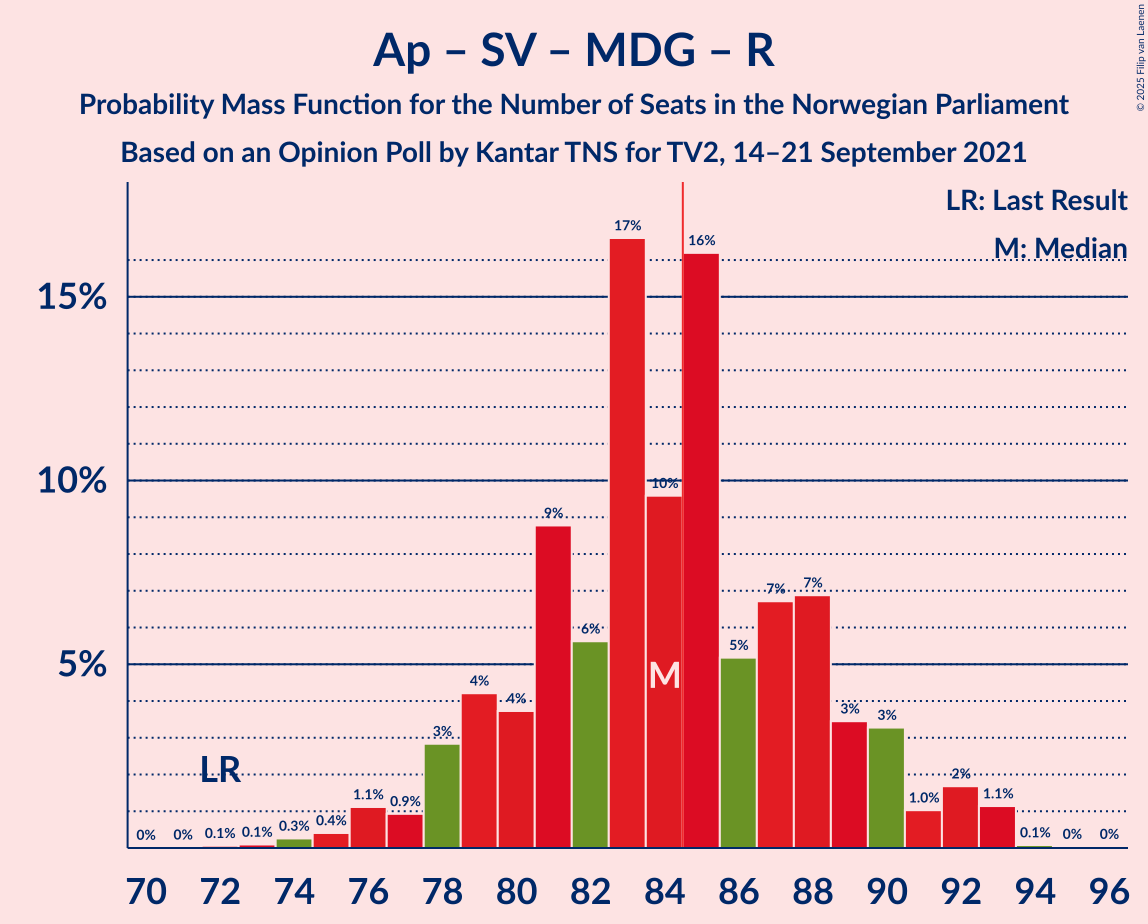 Ap – SV – MDG – R
Probability Mass Function for the Number of Seats in the Norwegian Parliament
Based on an Opinion Poll by Kantar TNS for TV2, 14–21 September 2021
© 2025 Filip van Laenen
LR: Last Result
M: Median
17%
16%
15%
10%
10%
9%
7%
7%
6%
5%
5%
M
4%
4%
3%
3%
3%
LR
2%
1.1%
0.9%
1.0%
1.1%
0% 0% 0.1% 0.1% 0.3% 0.4% 0.1% 0% 0%
70 72 74 76 78 80 82 84 86 88 90 92 94 96